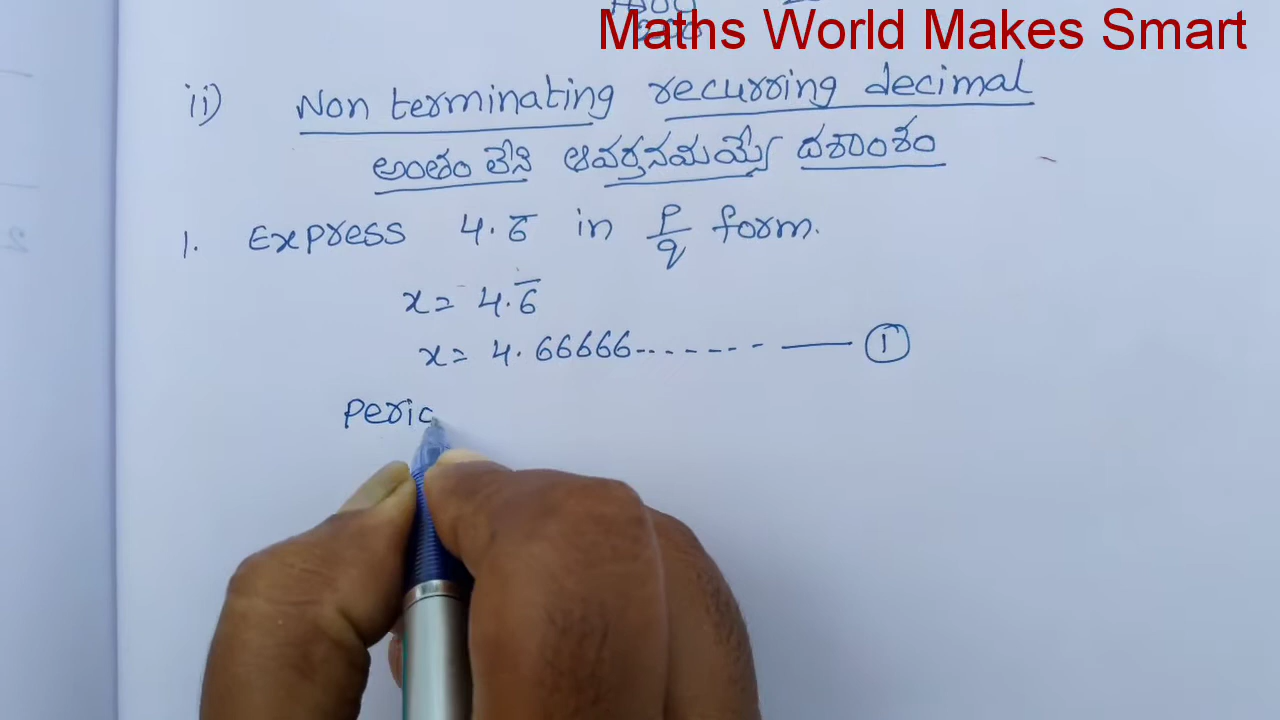 Maths World Makes Smart
ii) Non terminating recurring decimal
అంతం లేని ఆవర్తనమయ్యే దశాంశం
1. Express 4.6̅ in p/q form.
x = 4.6̅
x = 4.66666........ —— ①
Peric